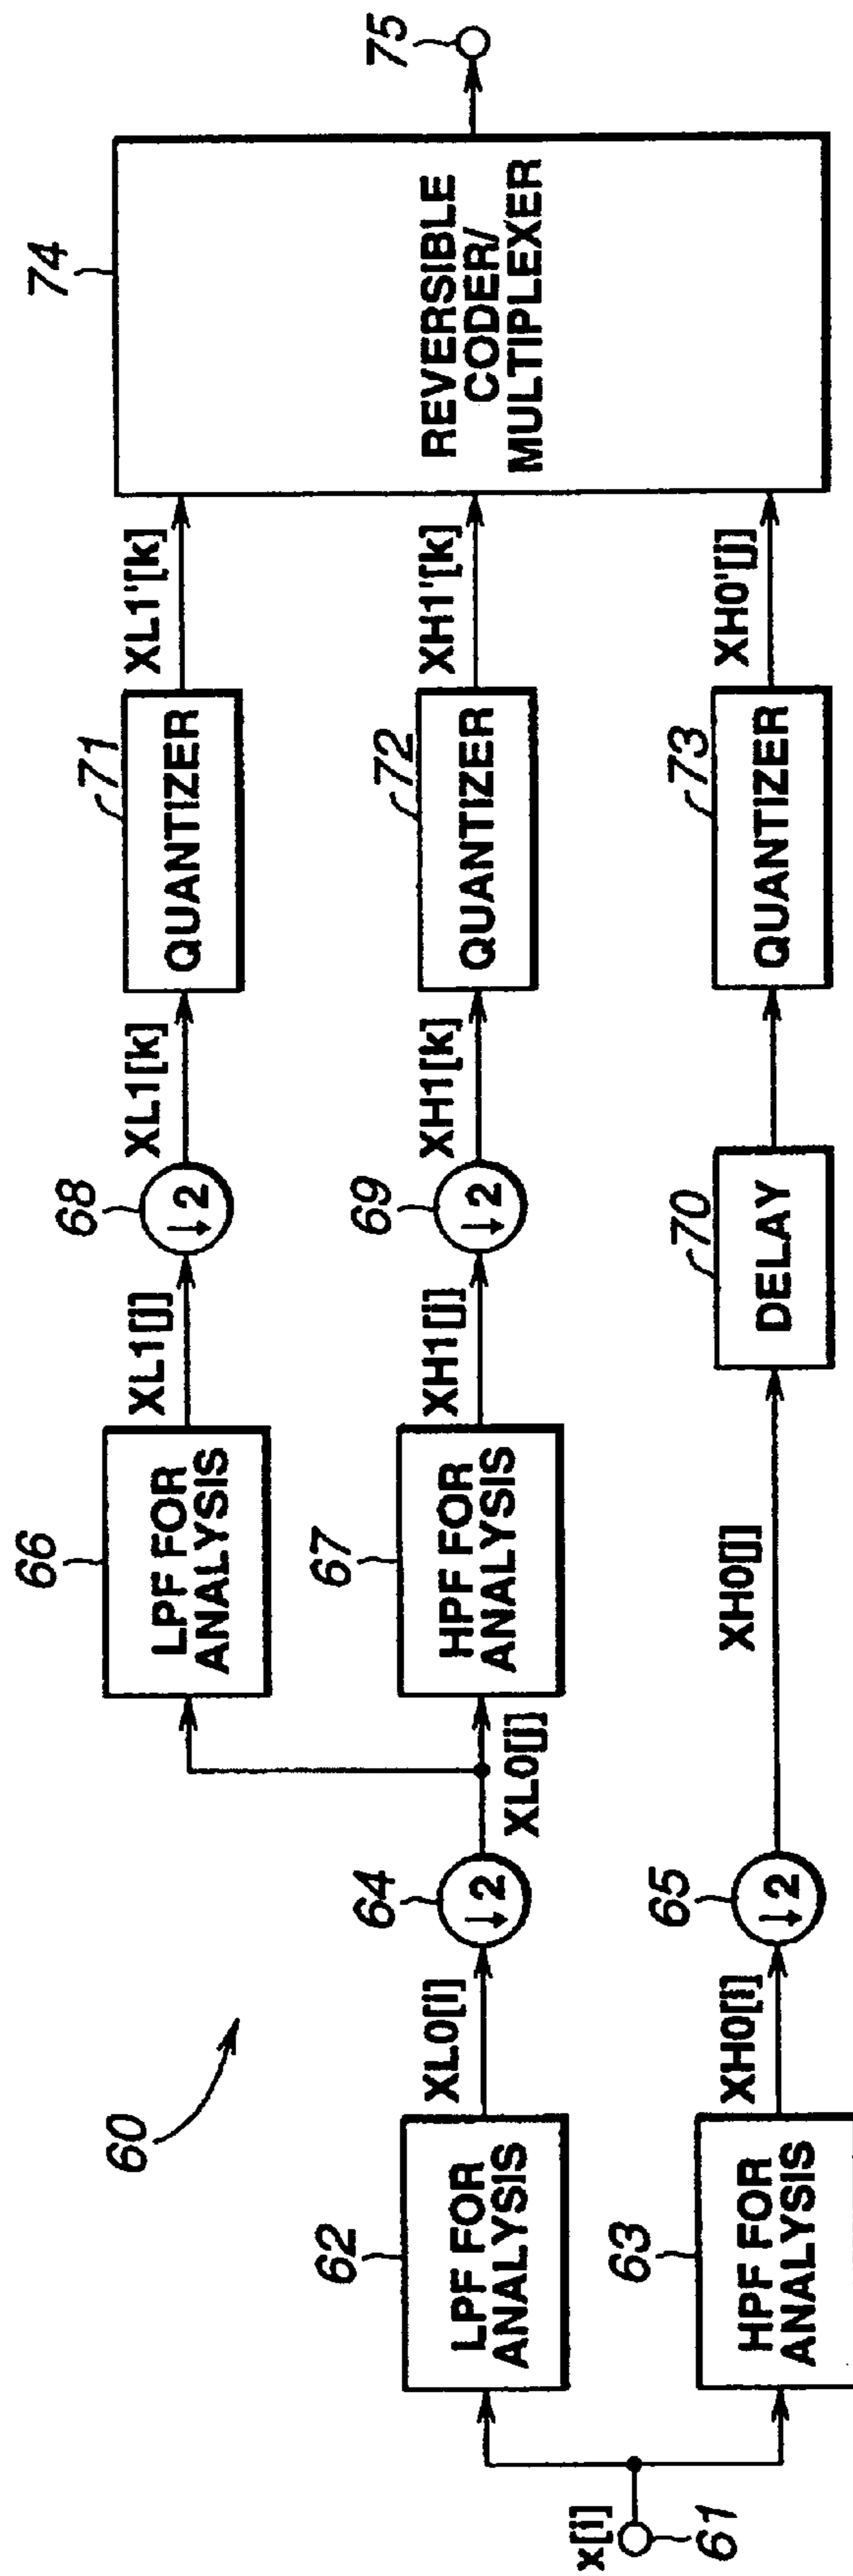 60
x[i]
61
62
LPF FOR
ANALYSIS
63
HPF FOR
ANALYSIS
XL0[i]
XH0[i]
64
↓2
65
↓2
XL0[j]
XH0[j]
66
LPF FOR
ANALYSIS
67
HPF FOR
ANALYSIS
XL1[j]
XH1[j]
68
↓2
69
↓2
70
DELAY
XL1[k]
XH1[k]
71
QUANTIZER
72
QUANTIZER
73
QUANTIZER
XL1'[k]
XH1'[k]
XH0'[j]
74
REVERSIBLE
CODER/
MULTIPLEXER
75